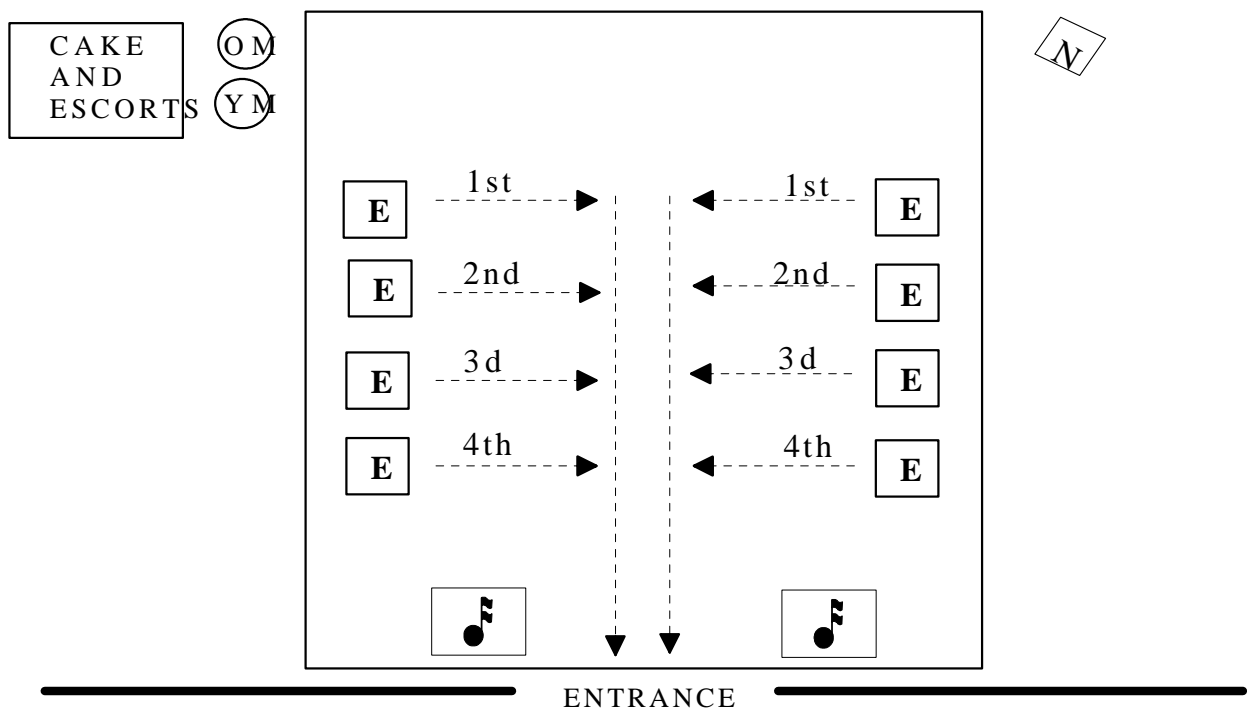 CAKE
AND
ESCORTS
OM
YM
N
1st 1st
E E
2nd 2nd
E E
3d 3d
E E
4th 4th
E E
ENTRANCE